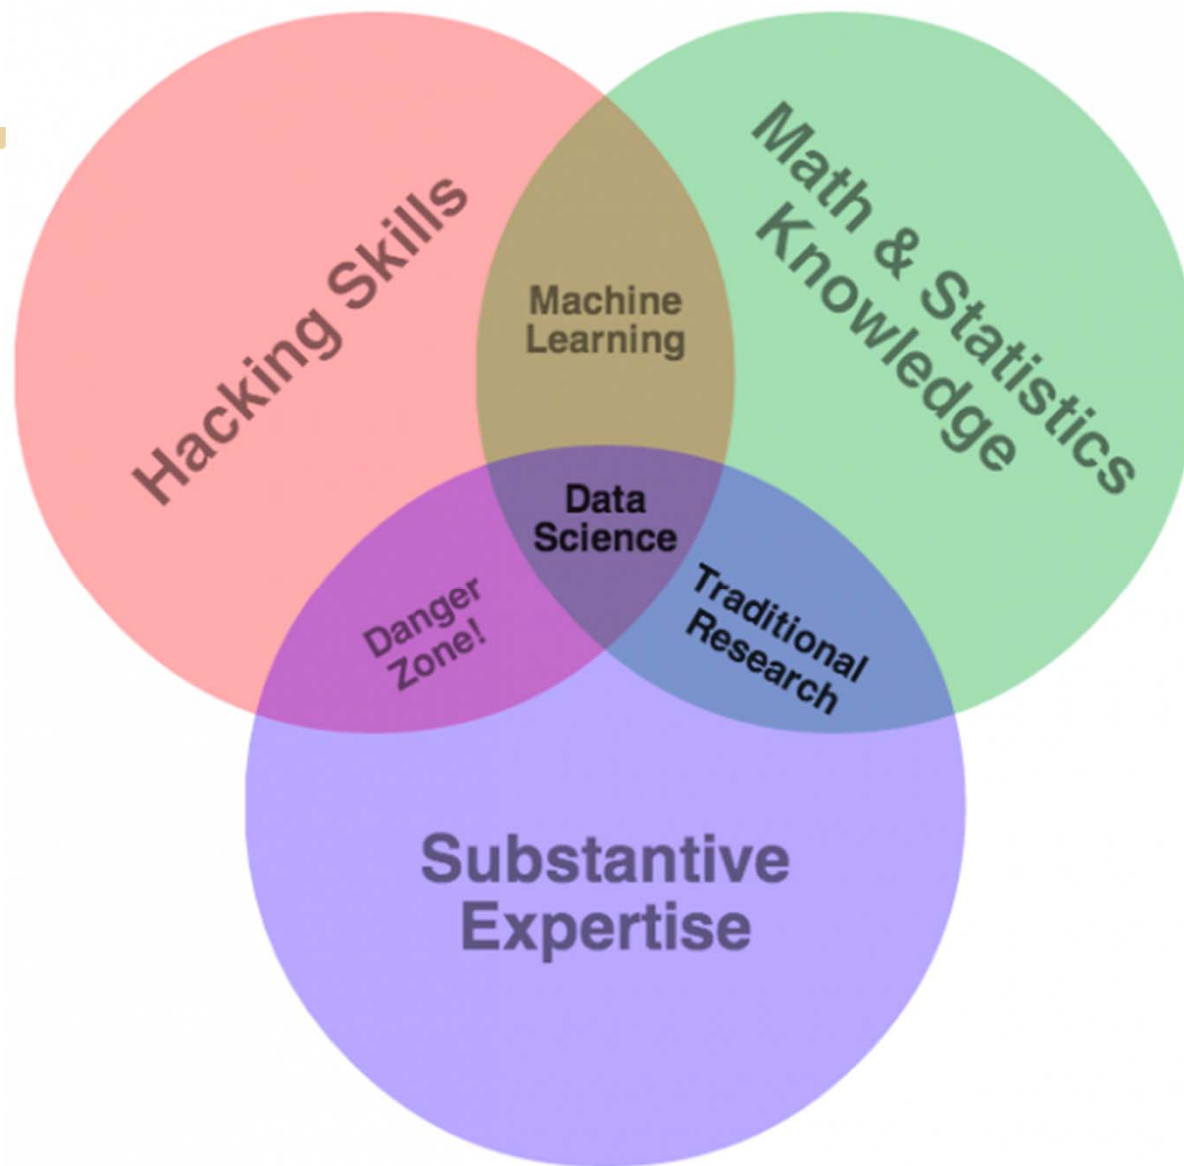 Hacking Skills
Math & Statistics
Knowledge
Machine
Learning
Data
Science
Danger
Zone!
Traditional
Research
Substantive
Expertise